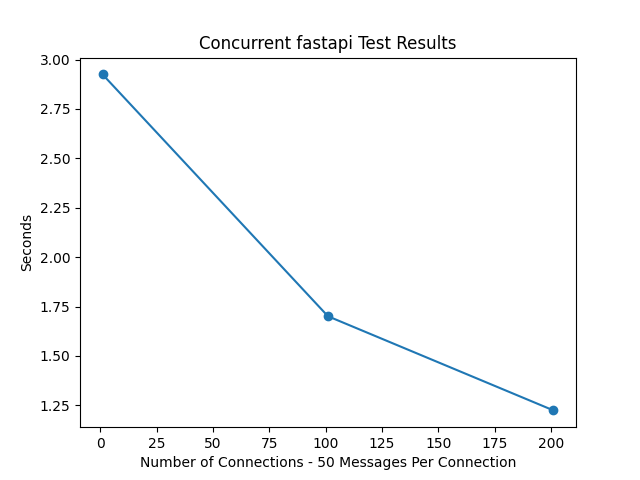 Concurrent fastapi Test Results
3.00
2.75
2.50
2.25
2.00
1.75
1.50
1.25
Seconds
0 25 50 75 100 125 150 175 200
Number of Connections - 50 Messages Per Connection